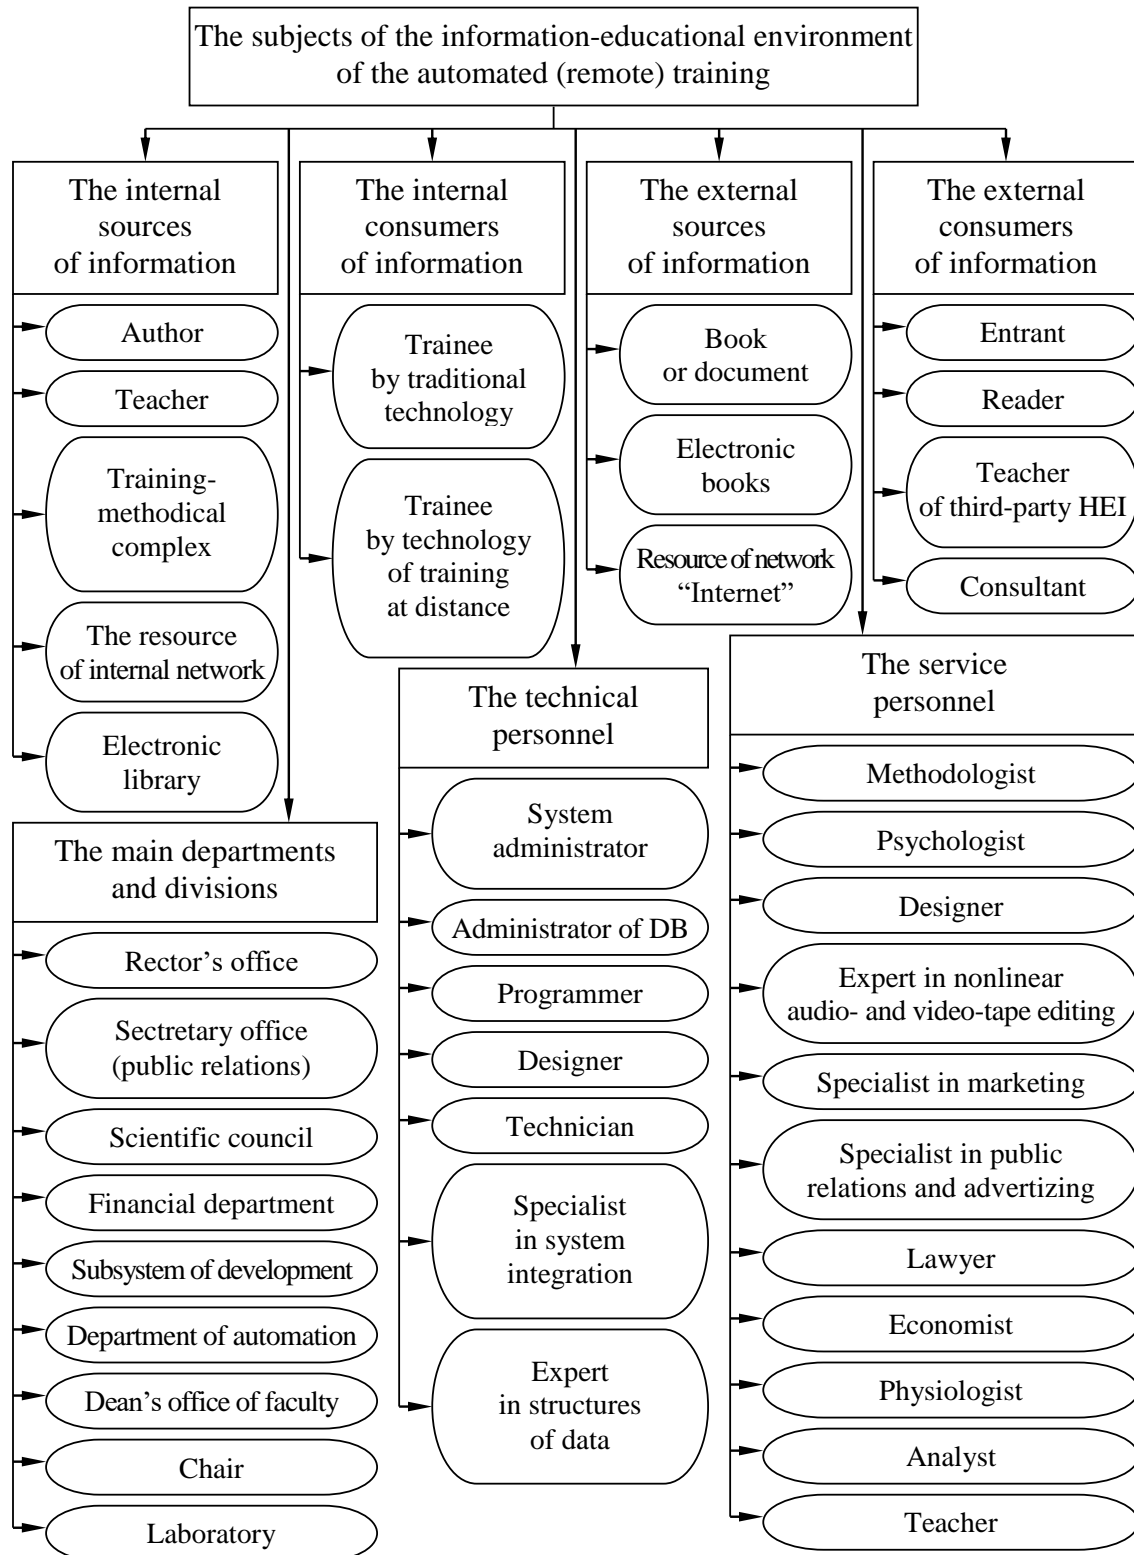 The subjects of the information-educational environment
of the automated (remote) training
The internal
sources
of information
Author
Teacher
Training-
methodical
complex
The resource
of internal network
Electronic
library
The internal
consumers
of information
Trainee
by traditional
technology
Trainee
by technology
of training
at distance
The external
sources
of information
Book
or document
Electronic
books
Resource of network
“Internet”
The external
consumers
of information
Entrant
Reader
Teacher
of third-party HEI
Consultant
The main departments
and divisions
Rector’s office
Sectretary office
(public relations)
Scientific council
Financial department
Subsystem of development
Department of automation
Dean’s office of faculty
Chair
Laboratory
The technical
personnel
System
administrator
Administrator of DB
Programmer
Designer
Technician
Specialist
in system
integration
Expert
in structures
of data
The service
personnel
Methodologist
Psychologist
Designer
Expert in nonlinear
audio- and video-tape editing
Specialist in marketing
Specialist in public
relations and advertizing
Lawyer
Economist
Physiologist
Analyst
Teacher